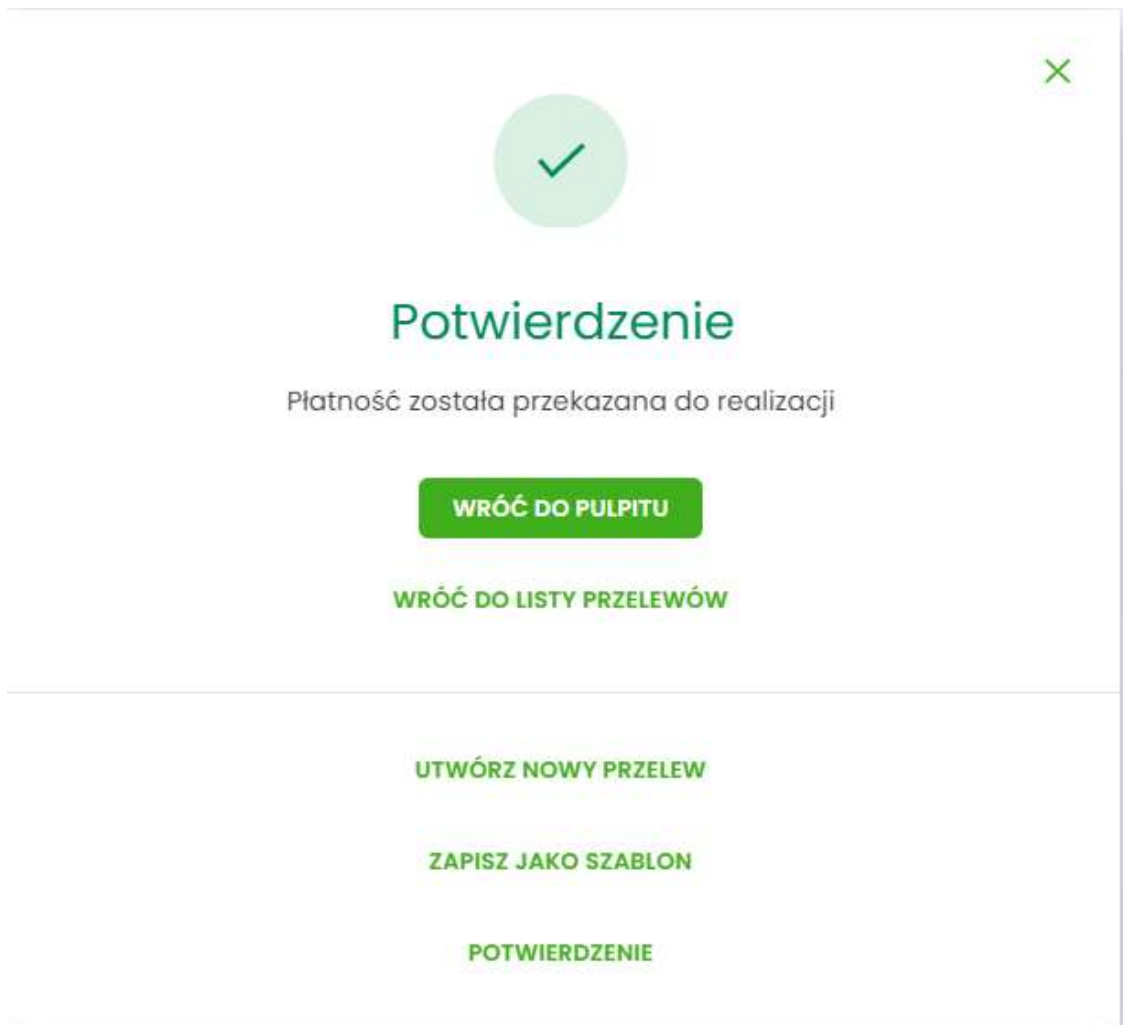 Potwierdzenie
Płatność została przekazana do realizacji
WRÓĆ DO PULPITU
WRÓĆ DO LISTY PRZELEWÓW
UTWÓRZ NOWY PRZELEW
ZAPISZ JAKO SZABLON
POTWIERDZENIE